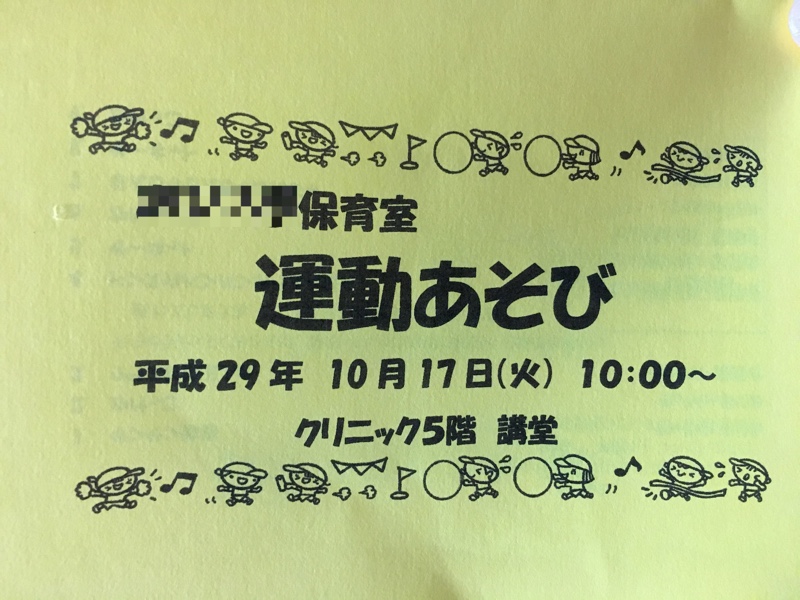 保育室
運動あそび
平成29年 10月17日(火) 10:00～
クリニック5階 講堂